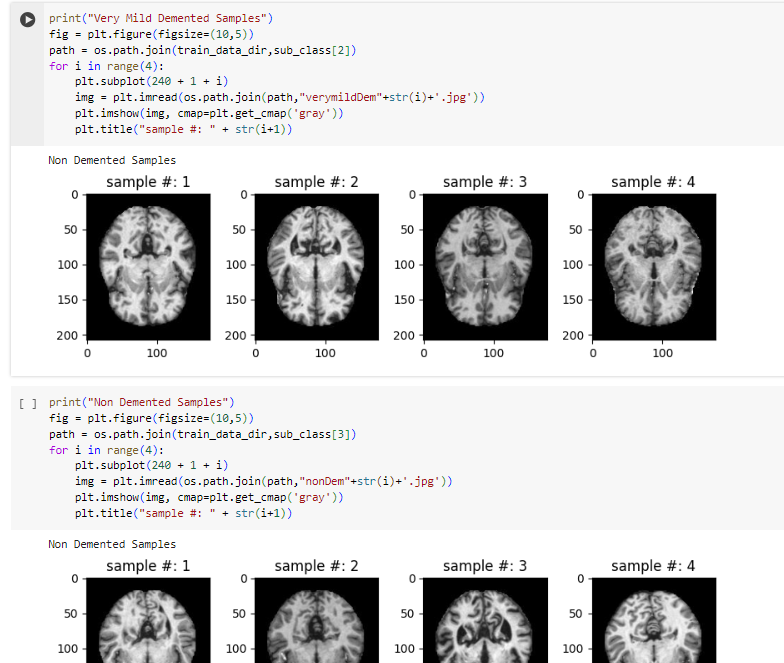 print("Very Mild Demented Samples")
fig = plt.figure(figsize=(10,5))
path = os.path.join(train_data_dir,sub_class[2])
for i in range(4):
    plt.subplot(240 + 1 + i)
    img = plt.imread(os.path.join(path,"verymildDem"+str(i)+'.jpg'))
    plt.imshow(img, cmap=plt.get_cmap('gray'))
    plt.title("sample #: " + str(i+1))
Non Demented Samples
sample #: 1 sample #: 2 sample #: 3 sample #: 4
0 0 0 0
50 50 50 50
100 100 100 100
150 150 150 150
200 200 200 200
0 100 0 100 0 100 0 100
[ ] print("Non Demented Samples")
fig = plt.figure(figsize=(10,5))
path = os.path.join(train_data_dir,sub_class[3])
for i in range(4):
    plt.subplot(240 + 1 + i)
    img = plt.imread(os.path.join(path,"nonDem"+str(i)+'.jpg'))
    plt.imshow(img, cmap=plt.get_cmap('gray'))
    plt.title("sample #: " + str(i+1))
Non Demented Samples
sample #: 1 sample #: 2 sample #: 3 sample #: 4
0 0 0 0
50 50 50 50
100 100 100 100